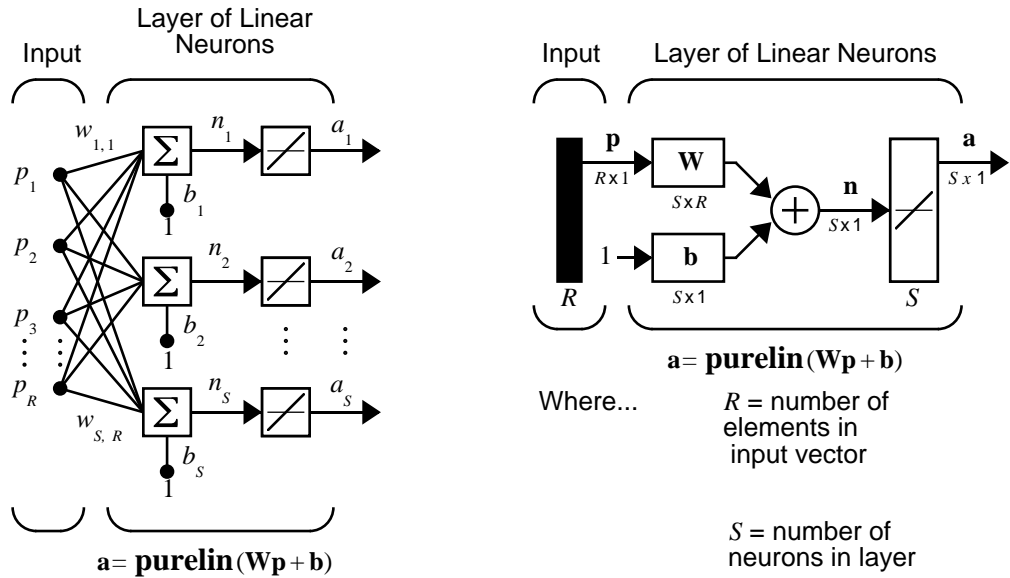 Layer of Linear
Neurons
Input
w1,1
n1
a1
Σ
p1
b1
1
p2
n2
a2
Σ
p3
b2
1
pR
nS
aS
Σ
wS, R
bS
1
a= purelin(Wp+b)
Input
Layer of Linear Neurons
p
W
a
R x 1
S x R
S x 1
n
S x 1
1
b
S x 1
R
S
a= purelin(Wp+b)
Where...
R = number of
elements in
input vector
S = number of
neurons in layer